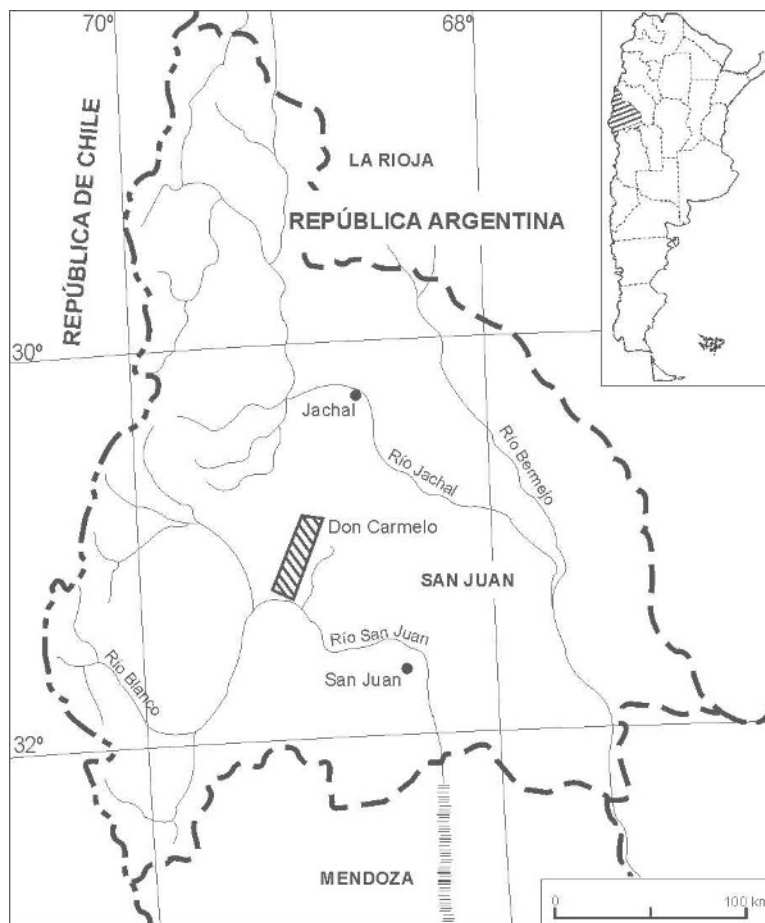 70º
68º
REPÚBLICA DE CHILE
LA RIOJA
REPÚBLICA ARGENTINA
30º
Jachal
Río Bermejo
Río Jachal
Don Carmelo
SAN JUAN
Río San Juan
Río Blanco
San Juan
32º
MENDOZA
0 100 km